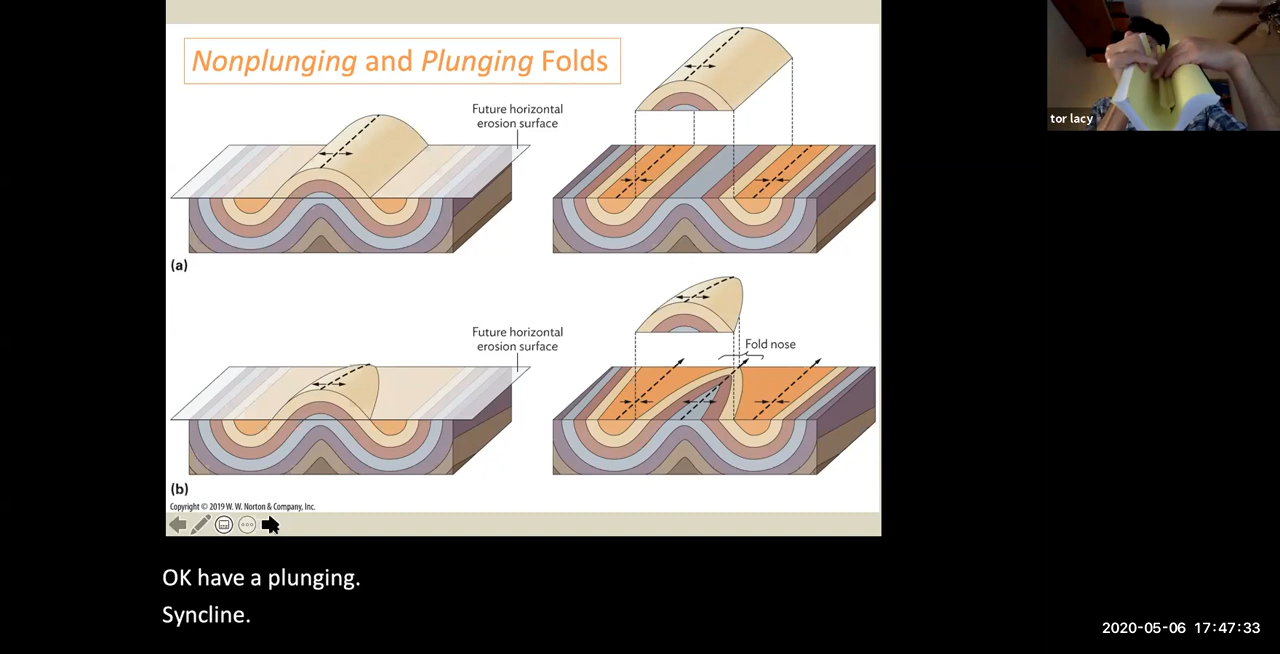 Nonplunging and Plunging Folds
Future horizontal
erosion surface
(a)
Future horizontal
erosion surface
Fold nose
(b)
Copyright © 2019 W. W. Norton & Company, Inc.
tor lacy
OK have a plunging.
Syncline.
2020-05-06 17:47:33